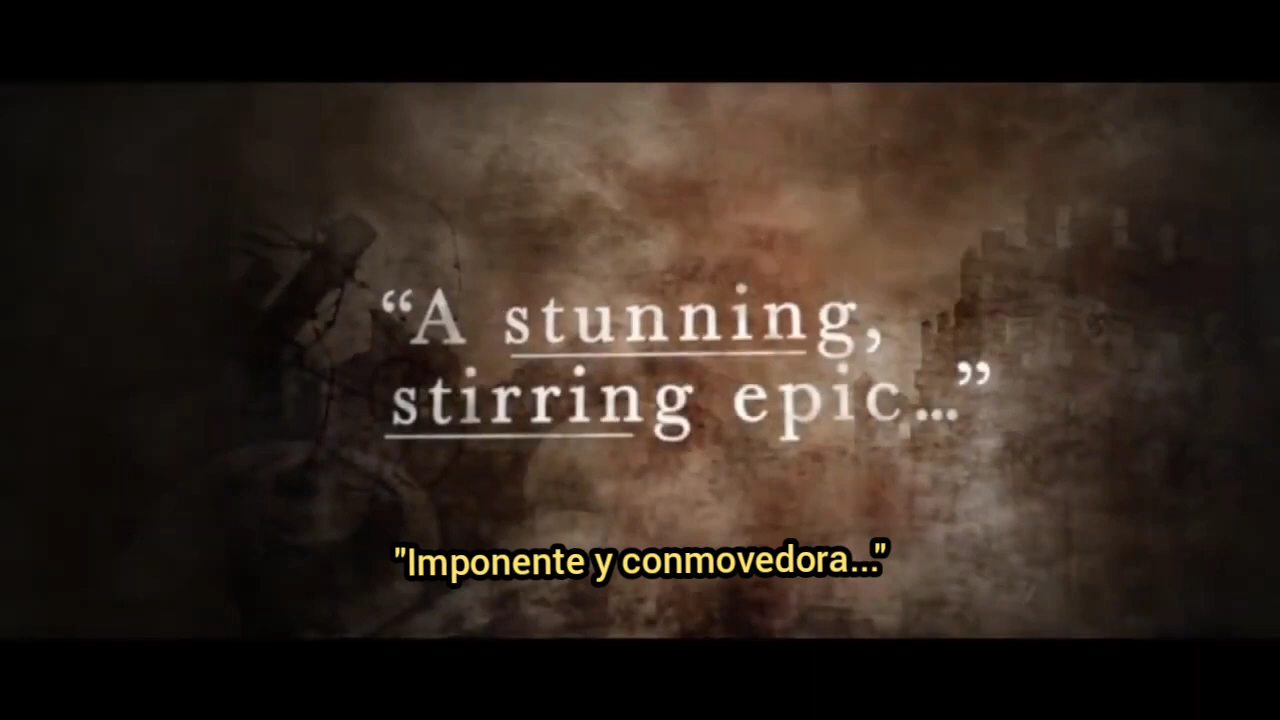 “A stunning,
stirring epic...”
"Imponente y conmovedora..."